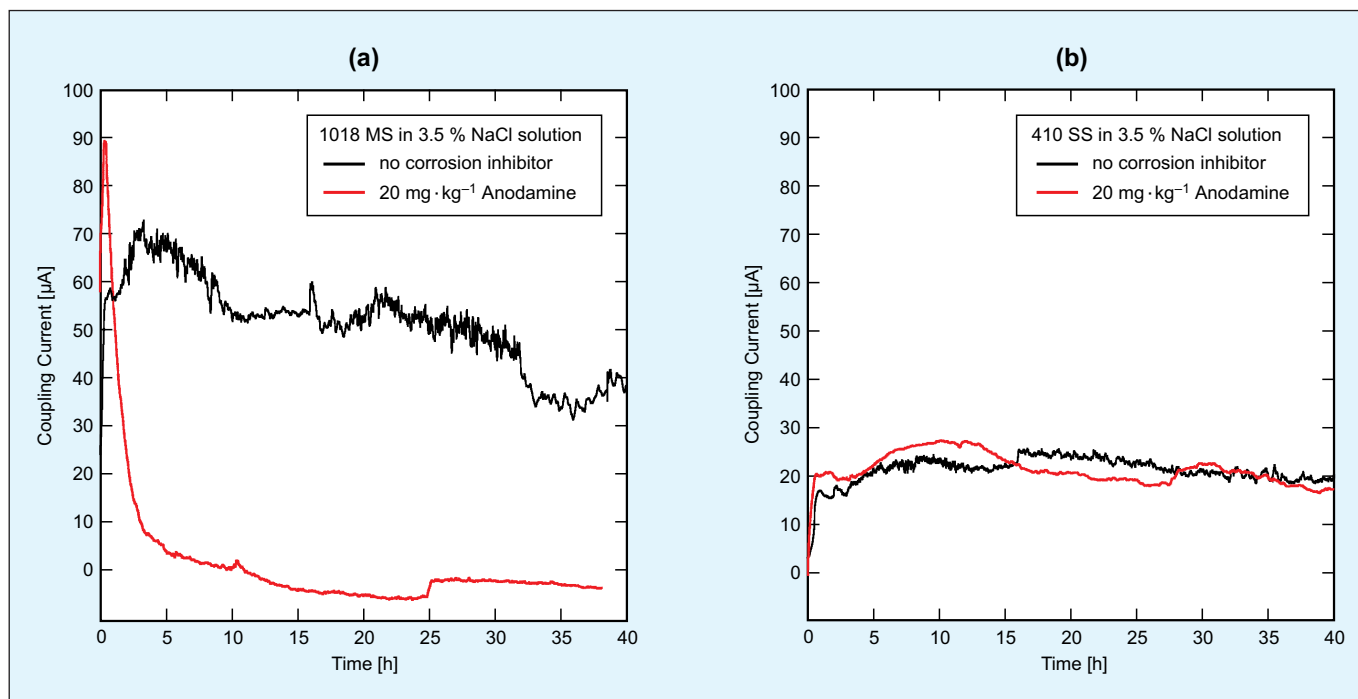 (a)
100
90
80
70
60
50
40
30
20
10
0
Coupling Current [µA]
1018 MS in 3.5 % NaCl solution
no corrosion inhibitor
20 mg·kg⁻¹ Anodamine
0 5 10 15 20 25 30 35 40
Time [h]
(b)
100
90
80
70
60
50
40
30
20
10
0
–10
Coupling Current [µA]
410 SS in 3.5 % NaCl solution
no corrosion inhibitor
20 mg·kg⁻¹ Anodamine
0 5 10 15 20 25 30 35 40
Time [h]